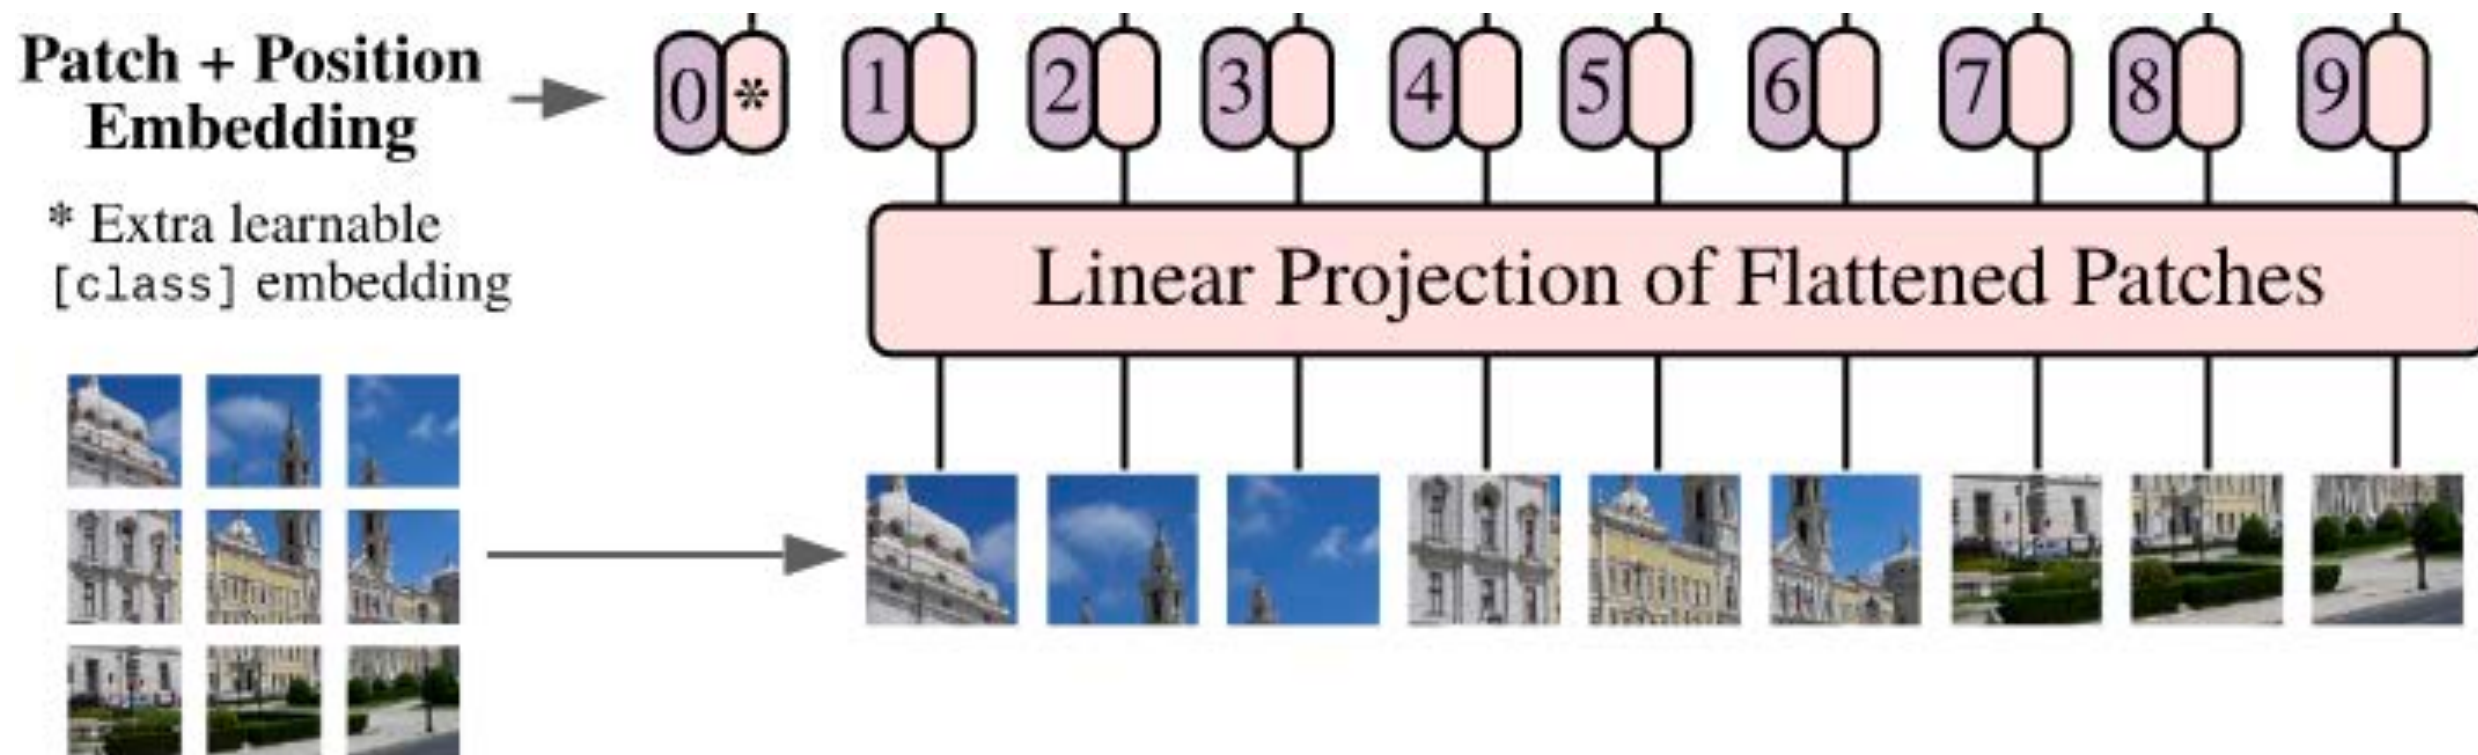 Patch + Position
Embedding
0 * 1 2 3 4 5 6 7 8 9
* Extra learnable
[class] embedding
Linear Projection of Flattened Patches